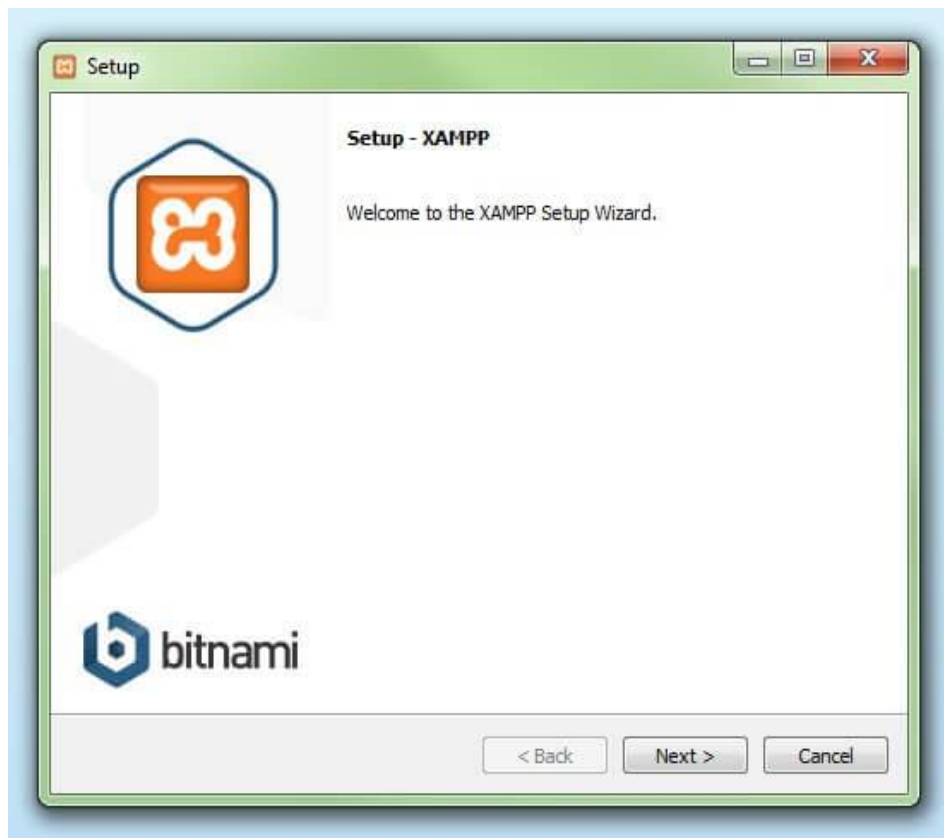 Setup
Setup - XAMPP
Welcome to the XAMPP Setup Wizard.
bitnami
< Back Next > Cancel